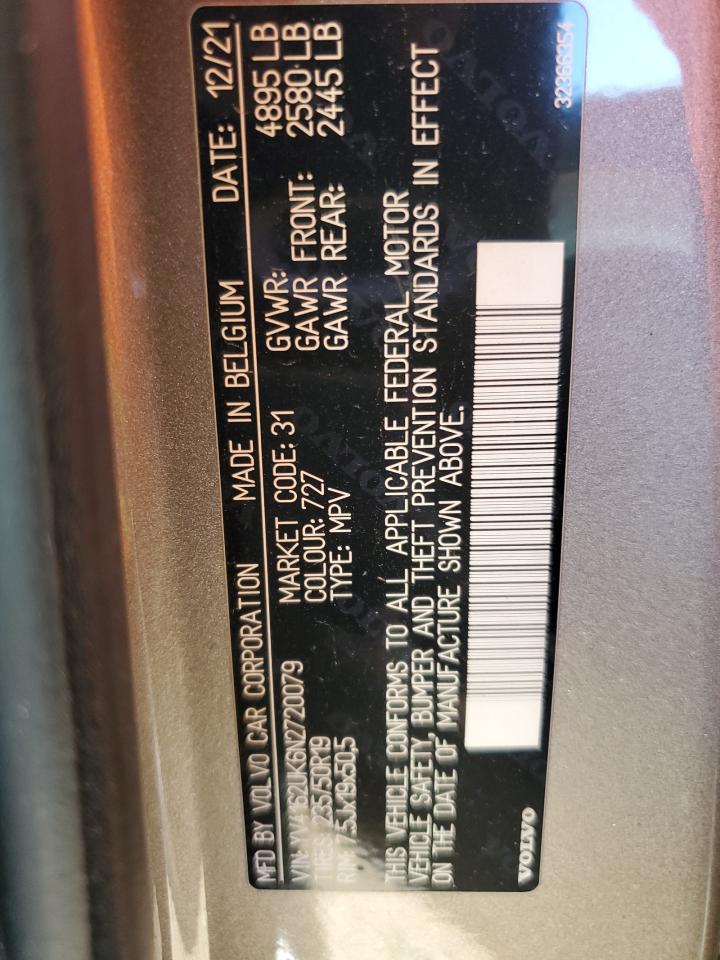 MFD BY VOLVO CAR CORPORATION MADE IN BELGIUM DATE: 12/21
VIN: YV4162UK6N2720079 MARKET CODE: 31 GVWR: 4895 LB
TIRES: 235/50R19 COLOUR: 727 GAWR FRONT: 2580 LB
RIM: 7.5Jx19x50,5 TYPE: MPV GAWR REAR: 2445 LB
THIS VEHICLE CONFORMS TO ALL APPLICABLE FEDERAL MOTOR
VEHICLE SAFETY, BUMPER AND THEFT PREVENTION STANDARDS IN EFFECT
ON THE DATE OF MANUFACTURE SHOWN ABOVE.
VOLVO 32366354